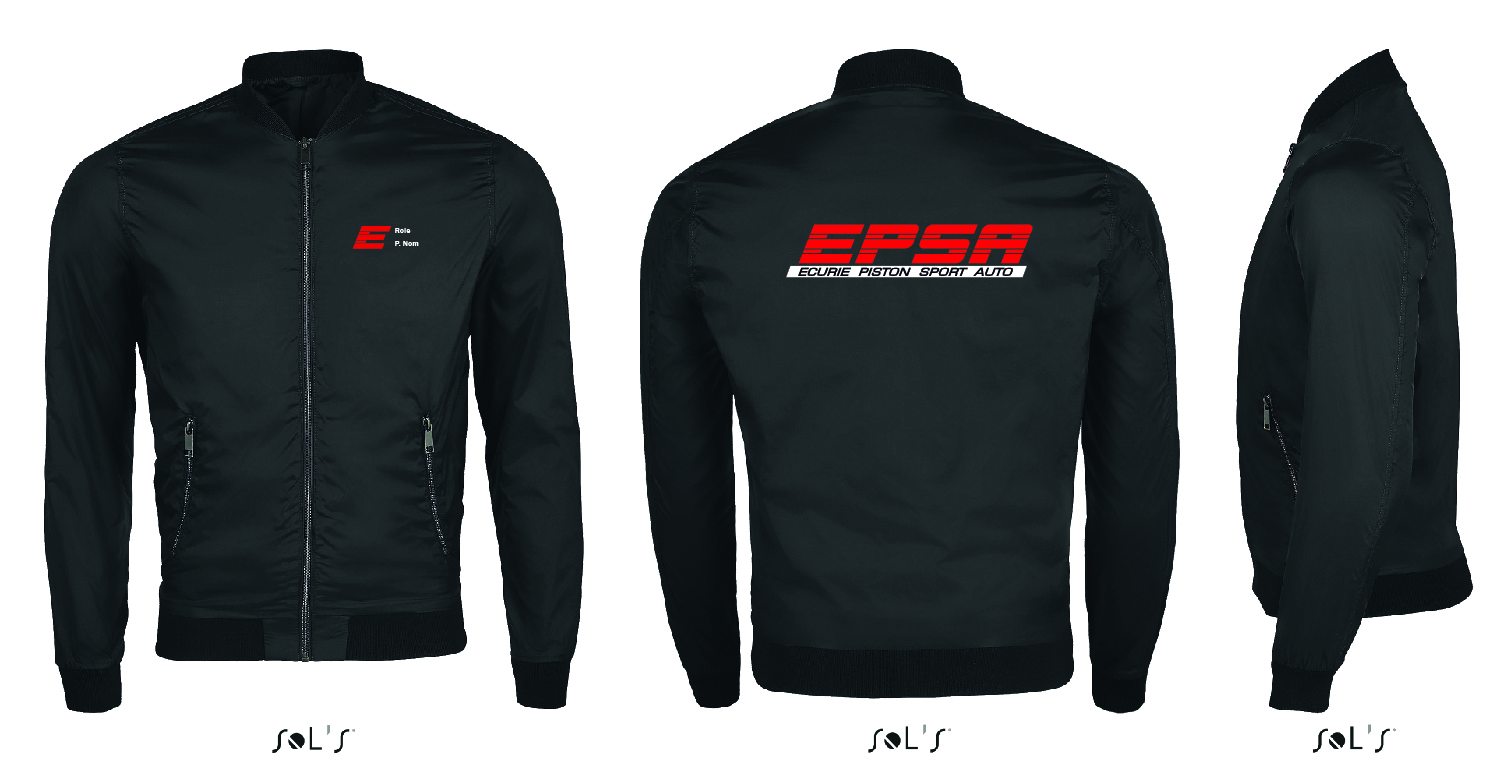 E Role
P. Nom
EPSA
ECURIE PISTON SPORT AUTO
SOL'S
SOL'S
SOL'S